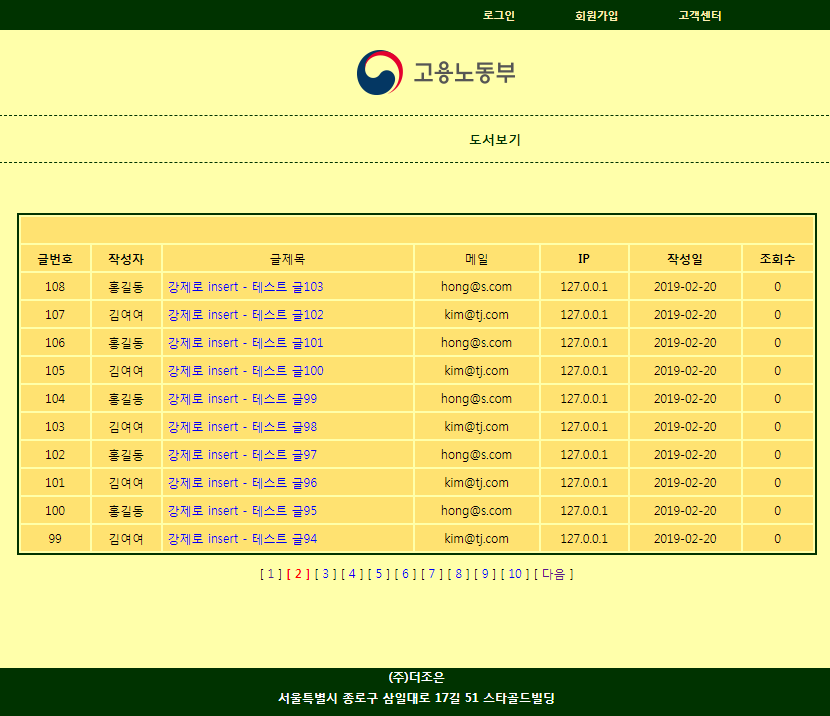 로그인 회원가입 고객센터
고용노동부
도서보기
글번호 작성자 글제목 메일 IP 작성일 조회수
108 홍길동 강제로 insert - 테스트 글103 hong@s.com 127.0.0.1 2019-02-20 0
107 김여여 강제로 insert - 테스트 글102 kim@tj.com 127.0.0.1 2019-02-20 0
106 홍길동 강제로 insert - 테스트 글101 hong@s.com 127.0.0.1 2019-02-20 0
105 김여여 강제로 insert - 테스트 글100 kim@tj.com 127.0.0.1 2019-02-20 0
104 홍길동 강제로 insert - 테스트 글99 hong@s.com 127.0.0.1 2019-02-20 0
103 김여여 강제로 insert - 테스트 글98 kim@tj.com 127.0.0.1 2019-02-20 0
102 홍길동 강제로 insert - 테스트 글97 hong@s.com 127.0.0.1 2019-02-20 0
101 김여여 강제로 insert - 테스트 글96 kim@tj.com 127.0.0.1 2019-02-20 0
100 홍길동 강제로 insert - 테스트 글95 hong@s.com 127.0.0.1 2019-02-20 0
99 김여여 강제로 insert - 테스트 글94 kim@tj.com 127.0.0.1 2019-02-20 0
[ 1 ] [ 2 ] [ 3 ] [ 4 ] [ 5 ] [ 6 ] [ 7 ] [ 8 ] [ 9 ] [ 10 ] [ 다음 ]
(주)더조은
서울특별시 종로구 삼일대로 17길 51 스타골드빌딩